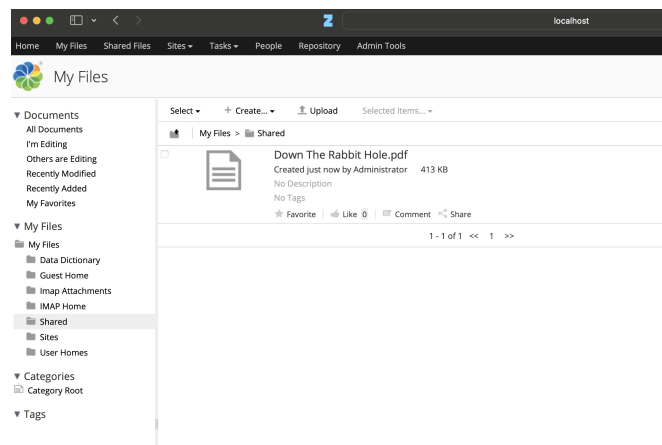 localhost
Home My Files Shared Files Sites Tasks People Repository Admin Tools
My Files
Documents
All Documents
I'm Editing
Others are Editing
Recently Modified
Recently Added
My Favorites
My Files
My Files
Data Dictionary
Guest Home
Imap Attachments
IMAP Home
Shared
Sites
User Homes
Categories
Category Root
Tags
Select + Create... Upload Selected Items...
My Files > Shared
Down The Rabbit Hole.pdf
Created just now by Administrator 413 KB
No Description
No Tags
Favorite Like 0 Comment Share
1 - 1 of 1 << 1 >>